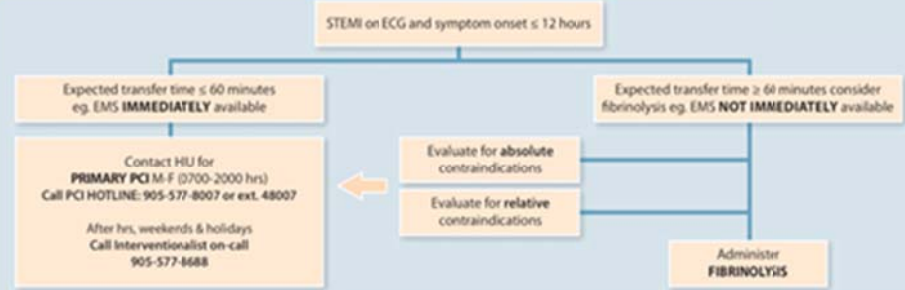 STEMI on ECG and symptom onset ≤ 12 hours
Expected transfer time ≤ 60 minutes
eg. EMS IMMEDIATELY available
Expected transfer time ≥ 60 minutes consider
fibrinolysis eg. EMS NOT IMMEDIATELY available
Contact HIU for
PRIMARY PCI M-F (0700-2000 hrs)
Call PCI HOTLINE: 905-577-8007 or ext. 48007
After hrs, weekends & holidays
Call Interventionalist on-call
905-577-8688
Evaluate for absolute
contraindications
Evaluate for relative
contraindications
Administer
FIBRINOLYSIS